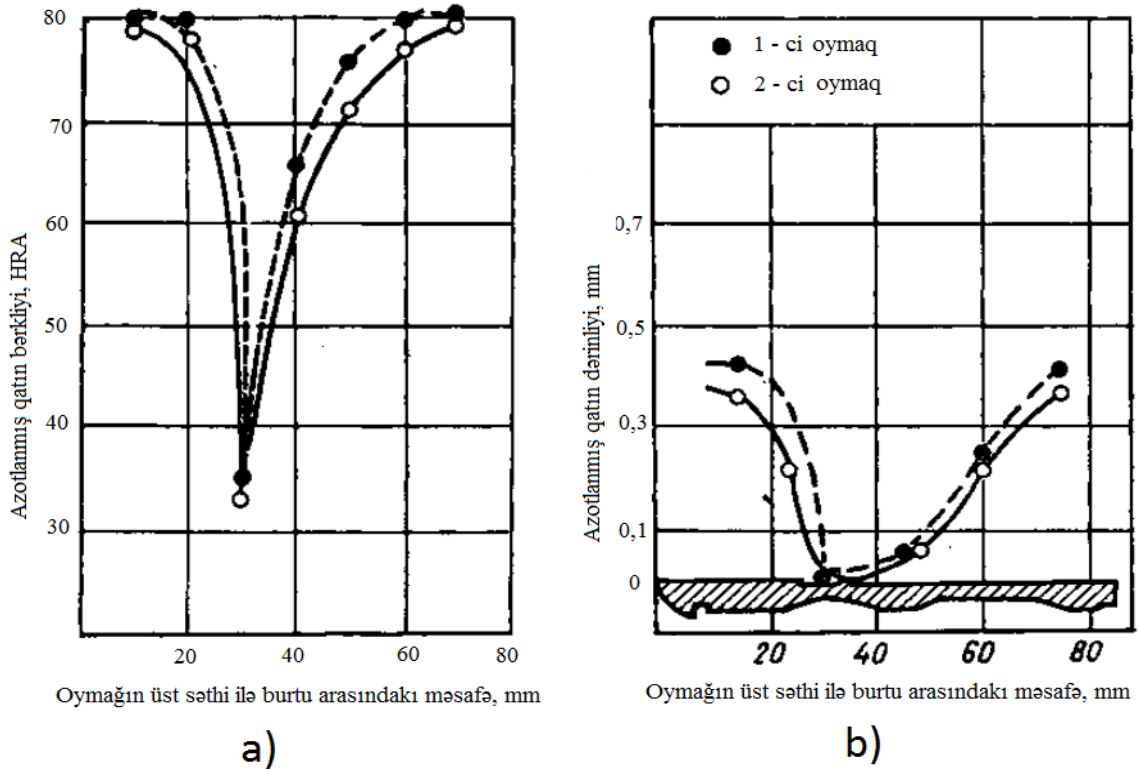 Azotlanmış qatın bərkliyi, HRA
80
70
60
50
40
30
20 40 60 80
Oymağın üst səthi ilə burtu arasındakı məsafə, mm
a)
1 - ci oymaq
2 - ci oymaq
Azotlanmış qatın dərinliyi, mm
0,7
0,5
0,3
0,1
0
20 40 60 80
Oymağın üst səthi ilə burtu arasındakı məsafə, mm
b)